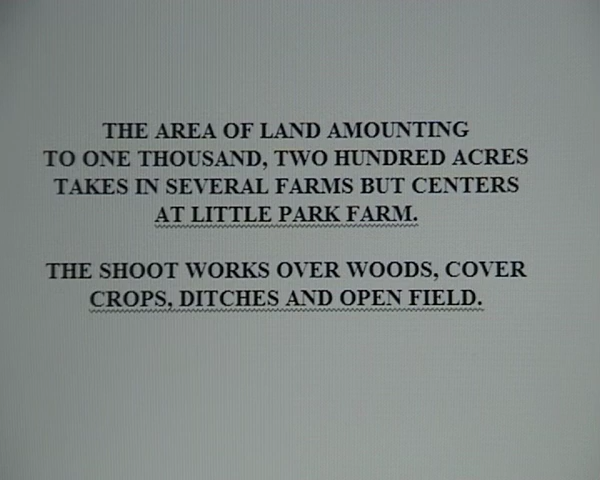 THE AREA OF LAND AMOUNTING
TO ONE THOUSAND, TWO HUNDRED ACRES
TAKES IN SEVERAL FARMS BUT CENTERS
AT LITTLE PARK FARM.
THE SHOOT WORKS OVER WOODS, COVER
CROPS, DITCHES AND OPEN FIELD.